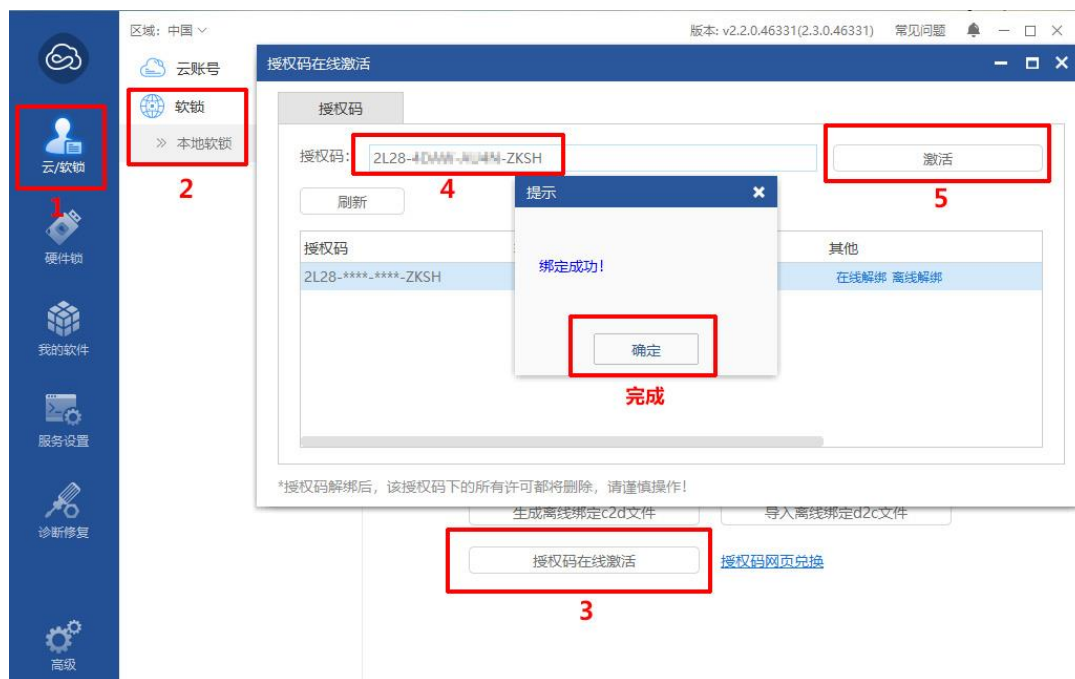 区域: 中国
版本: v2.2.0.46331(2.3.0.46331) 常见问题
云账号
授权码在线激活
软锁
授权码
» 本地软锁
云/软锁
1
2
授权码:
2L28- -ZKSH
激活
4
5
刷新
提示
硬件锁
授权码
其他
绑定成功!
2L28-****-****-ZKSH
在线解绑 离线解绑
我的软件
确定
完成
服务设置
*授权码解绑后，该授权码下的所有许可都将删除，请谨慎操作!
生成离线绑定c2d文件
导入离线绑定d2c文件
诊断修复
授权码在线激活
授权码网页兑换
3
高级